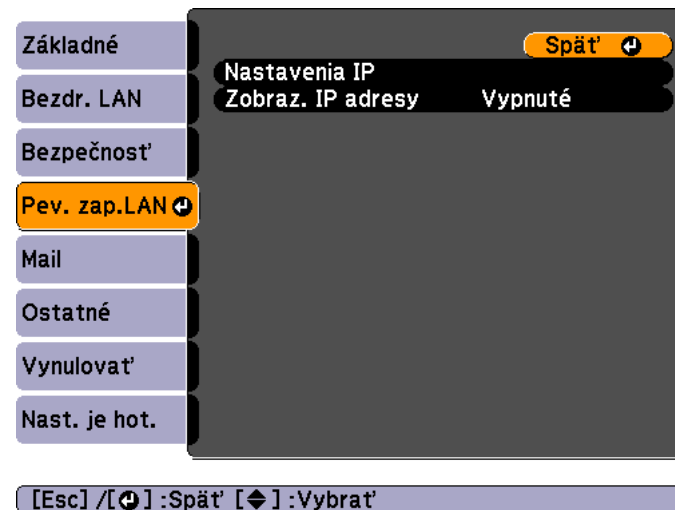 Základné
Bezdr. LAN
Bezpečnosť
Pev. zap.LAN
Mail
Ostatné
Vynulovať
Nast. je hot.
Späť
Nastavenia IP
Zobraz. IP adresy Vypnuté
[Esc] /[⏎] :Späť [◆] :Vybrať